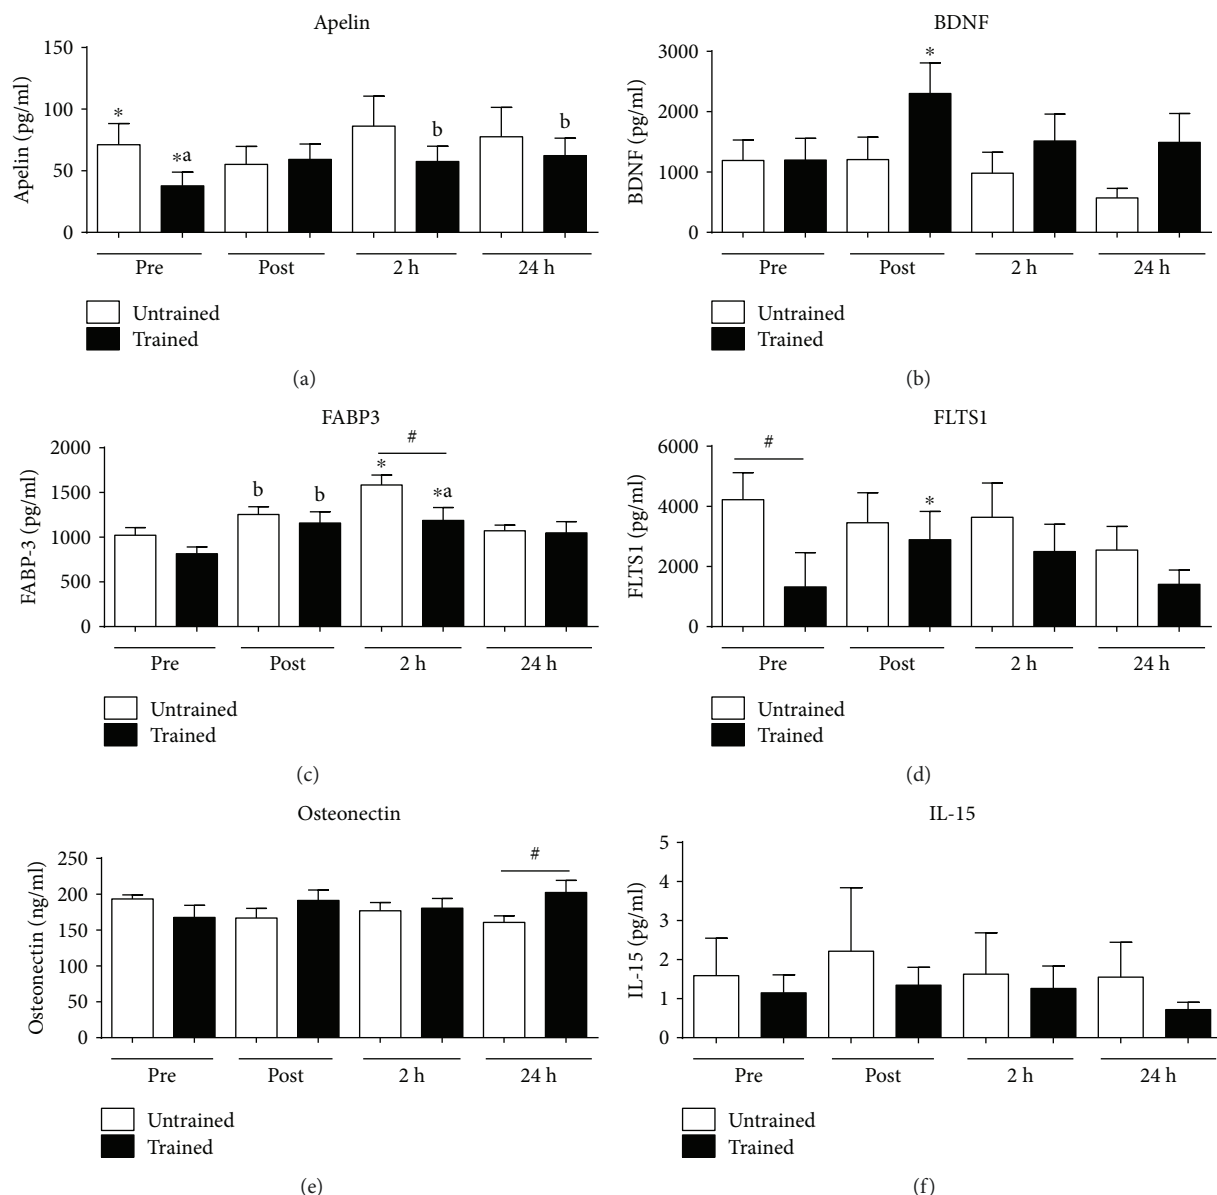 Apelin
Apelin (pg/ml)
150
100
50
0
*
*a
b
b
Pre
Post
2 h
24 h
Untrained
Trained
(a)
BDNF
BDNF (pg/ml)
3000
2000
1000
0
*
Pre
Post
2 h
24 h
Untrained
Trained
(b)
FABP3
FABP-3 (pg/ml)
2000
1500
1000
500
0
b
b
#
*
*a
Pre
Post
2 h
24 h
Untrained
Trained
(c)
FLTS1
FLTS1 (pg/ml)
6000
4000
2000
0
#
*
Pre
Post
2 h
24 h
Untrained
Trained
(d)
Osteonectin
Osteonectin (ng/ml)
250
200
150
100
50
0
#
Pre
Post
2 h
24 h
Untrained
Trained
(e)
IL-15
IL-15 (pg/ml)
5
4
3
2
1
0
Pre
Post
2 h
24 h
Untrained
Trained
(f)